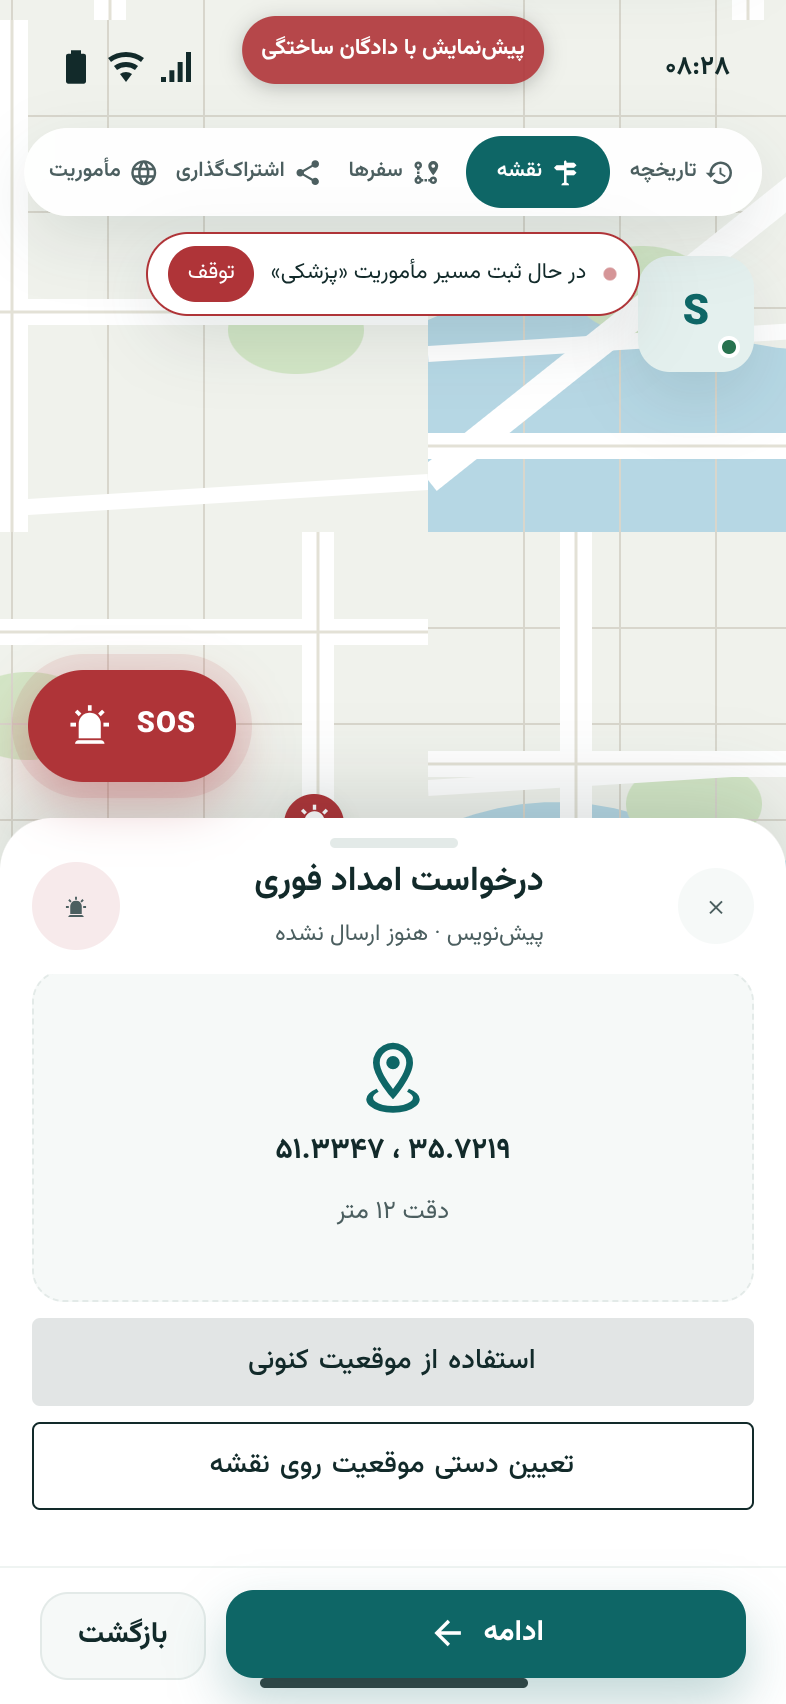 پیش‌نمایش با دادگان ساختگی
۰۸:۲۸
تاریخچه
نقشه
سفرها
اشتراک‌گذاری
مأموریت
در حال ثبت مسیر مأموریت «پزشکی»
توقف
S
SOS
درخواست امداد فوری
پیش‌نویس · هنوز ارسال نشده
۵۱.۳۳۴۷ ، ۳۵.۷۲۱۹
دقت ۱۲ متر
استفاده از موقعیت کنونی
تعیین دستی موقعیت روی نقشه
ادامه
بازگشت